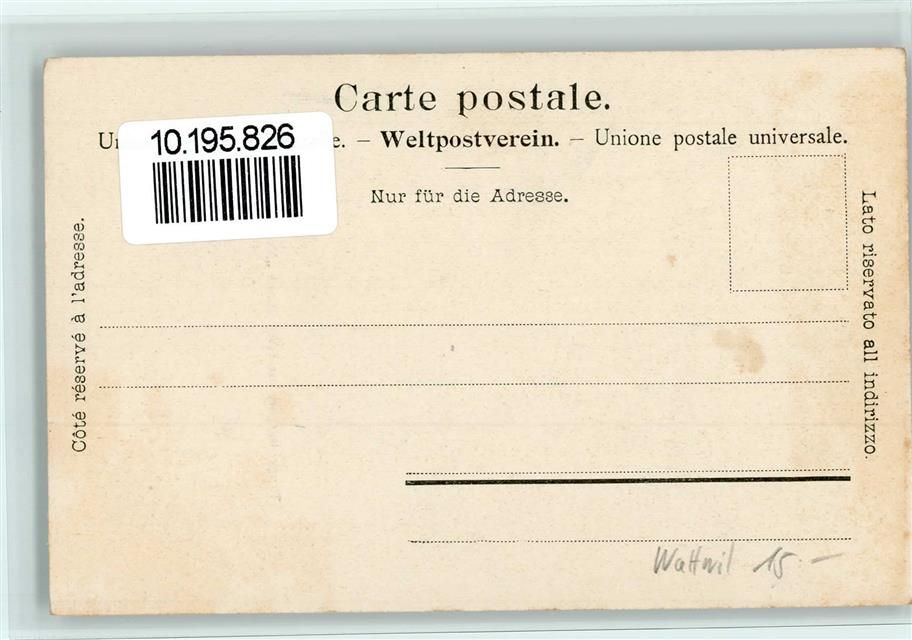 Carte postale.
10.195.826
e. – Weltpostverein. – Unione postale universale.
Nur für die Adresse.
Côté réservé à l'adresse.
Lato riservato all indirizzo.
Wattwil 15.–